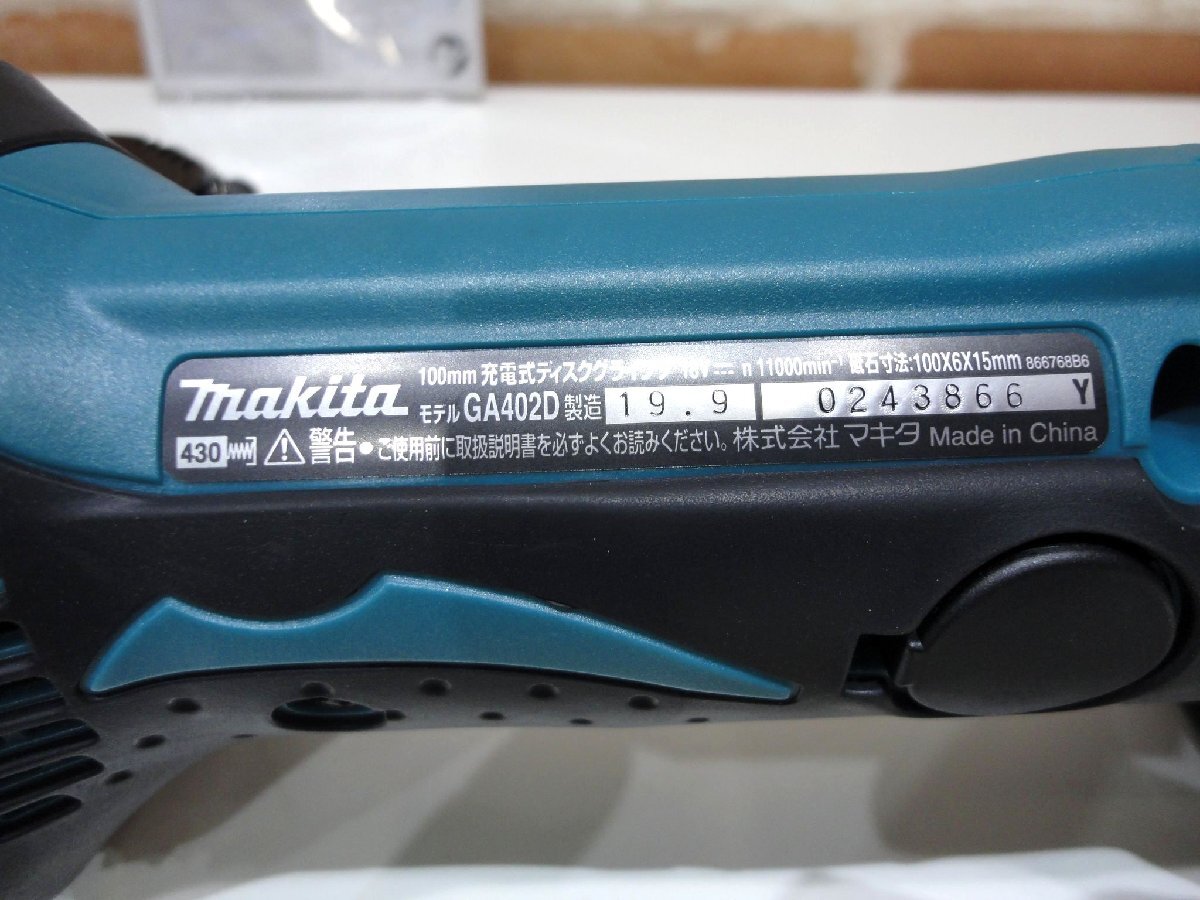 makita
100mm 充電式ディスクグラインダ 18V n 11000min⁻¹ 砥石寸法:100X6X15mm 866768B6
モデル GA402D 製造 19.9 0243866 Y
430 警告・ご使用前に取扱説明書を必ずよくお読みください。株式会社 マキタ Made in China